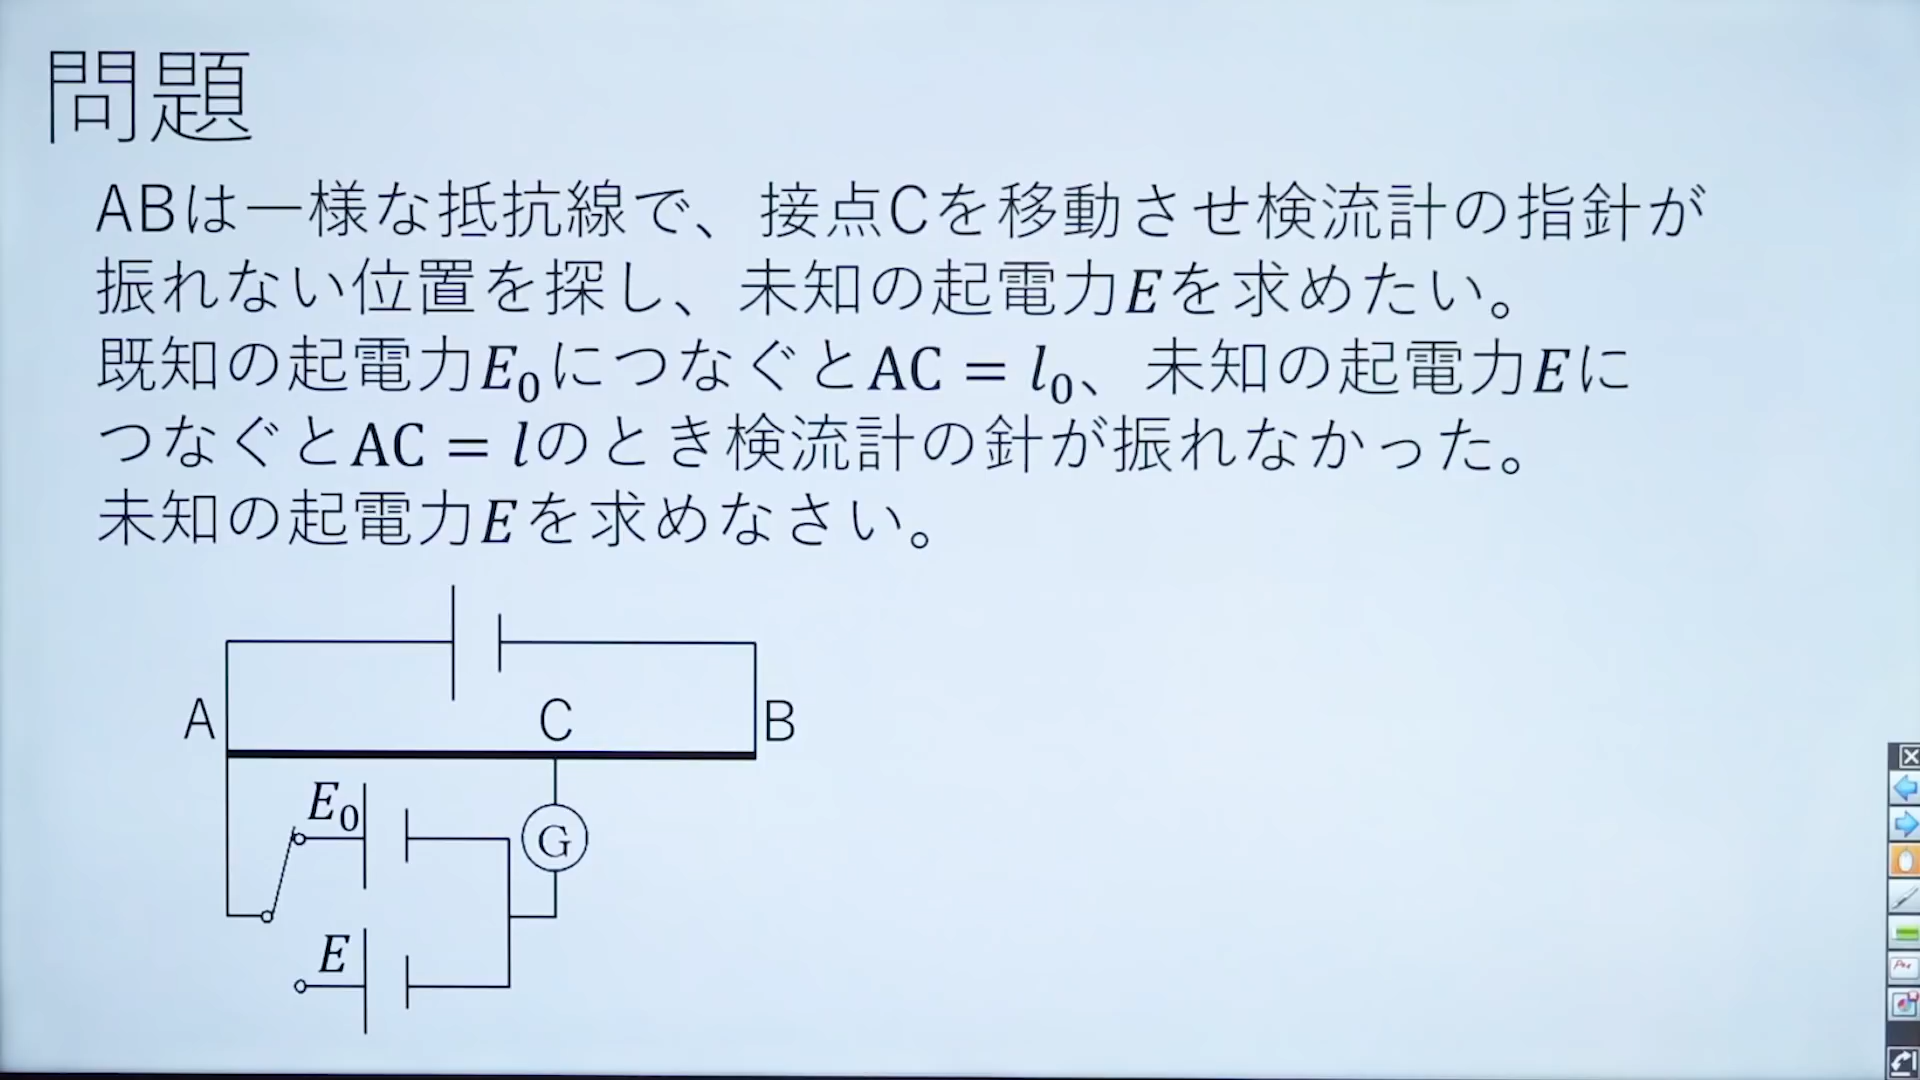 問題
ABは一様な抵抗線で、接点Cを移動させ検流計の指針が
振れない位置を探し、未知の起電力Eを求めたい。
既知の起電力E₀につなぐとAC = l₀、未知の起電力Eに
つなぐとAC = lのとき検流計の針が振れなかった。
未知の起電力Eを求めなさい。
A
C
B
E₀
G
E